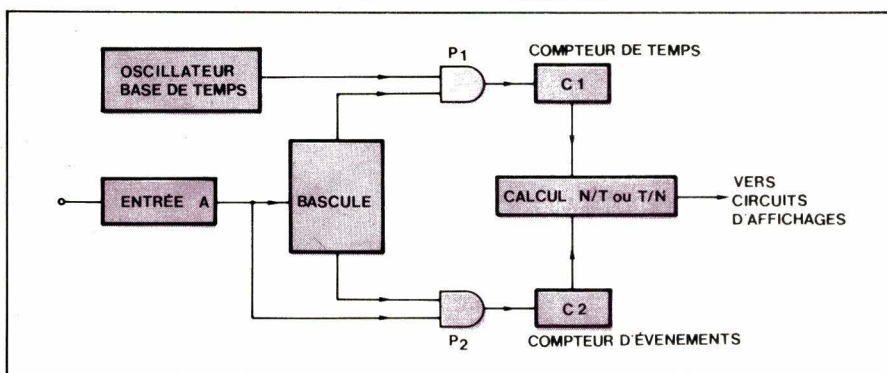 P1
COMPTEUR DE TEMPS
OSCILLATEUR
BASE DE TEMPS
C 1
ENTRÉE A
BASCULE
CALCUL N/T ou T/N
VERS
CIRCUITS
D'AFFICHAGES
C 2
P2
COMPTEUR D'ÉVENEMENTS